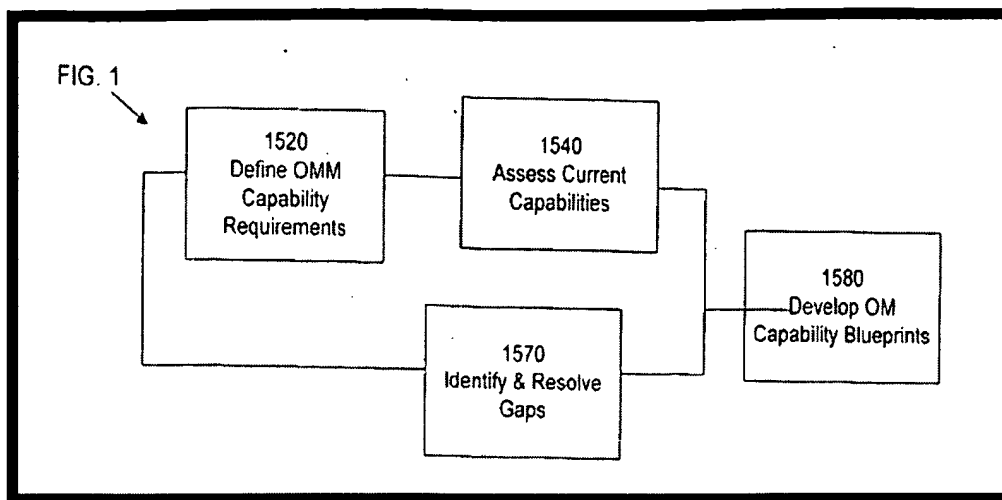 FIG. 1
1520
Define OMM
Capability
Requirements
1540
Assess Current
Capabilities
1570
Identify & Resolve
Gaps
1580
Develop OM
Capability Blueprints